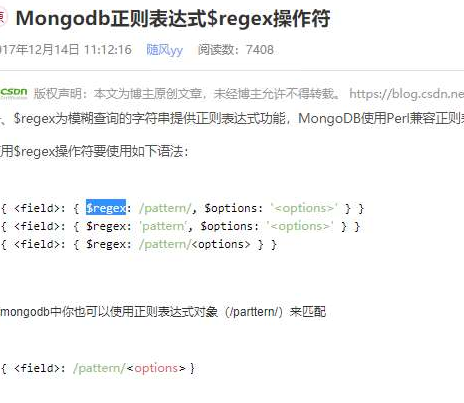 Mongodb正则表达式$regex操作符
017年12月14日 11:12:16 随风yy 阅读数：7408
CSDN 版权声明：本文为博主原创文章，未经博主允许不得转载。 https://blog.csdn.ne
、$regex为模糊查询的字符串提供正则表达式功能，MongoDB使用Perl兼容正则
用$regex操作符要使用如下语法：
{ <field>: { $regex: /pattern/, $options: '<options>' } }
{ <field>: { $regex: 'pattern', $options: '<options>' } }
{ <field>: { $regex: /pattern/<options> } }
mongodb中你也可以使用正则表达式对象（/parttern/）来匹配
{ <field>: /pattern/<options> }